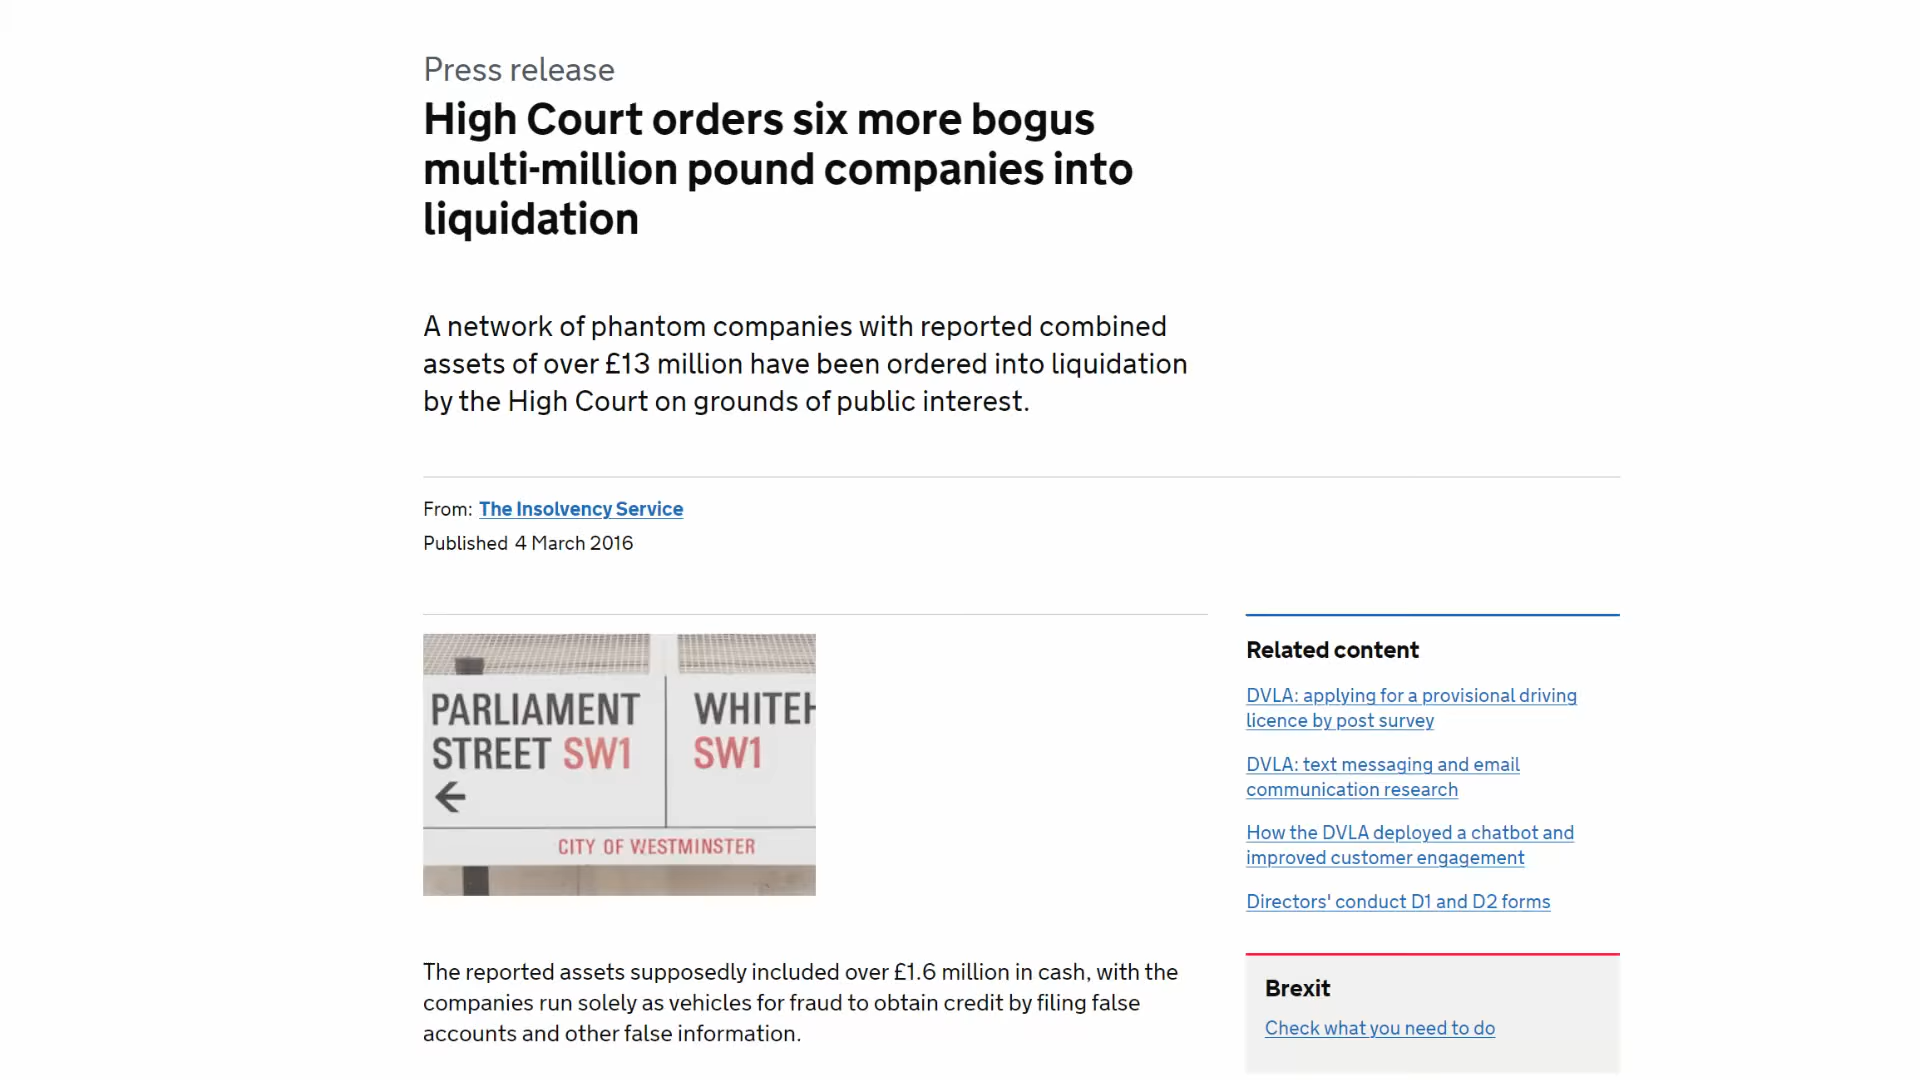 Press release
High Court orders six more bogus
multi-million pound companies into
liquidation
A network of phantom companies with reported combined
assets of over £13 million have been ordered into liquidation
by the High Court on grounds of public interest.
From: The Insolvency Service
Published 4 March 2016
PARLIAMENT
STREET SW1
WHITEH
SW1
CITY OF WESTMINSTER
The reported assets supposedly included over £1.6 million in cash, with the
companies run solely as vehicles for fraud to obtain credit by filing false
accounts and other false information.
Related content
DVLA: applying for a provisional driving
licence by post survey
DVLA: text messaging and email
communication research
How the DVLA deployed a chatbot and
improved customer engagement
Directors' conduct D1 and D2 forms
Brexit
Check what you need to do